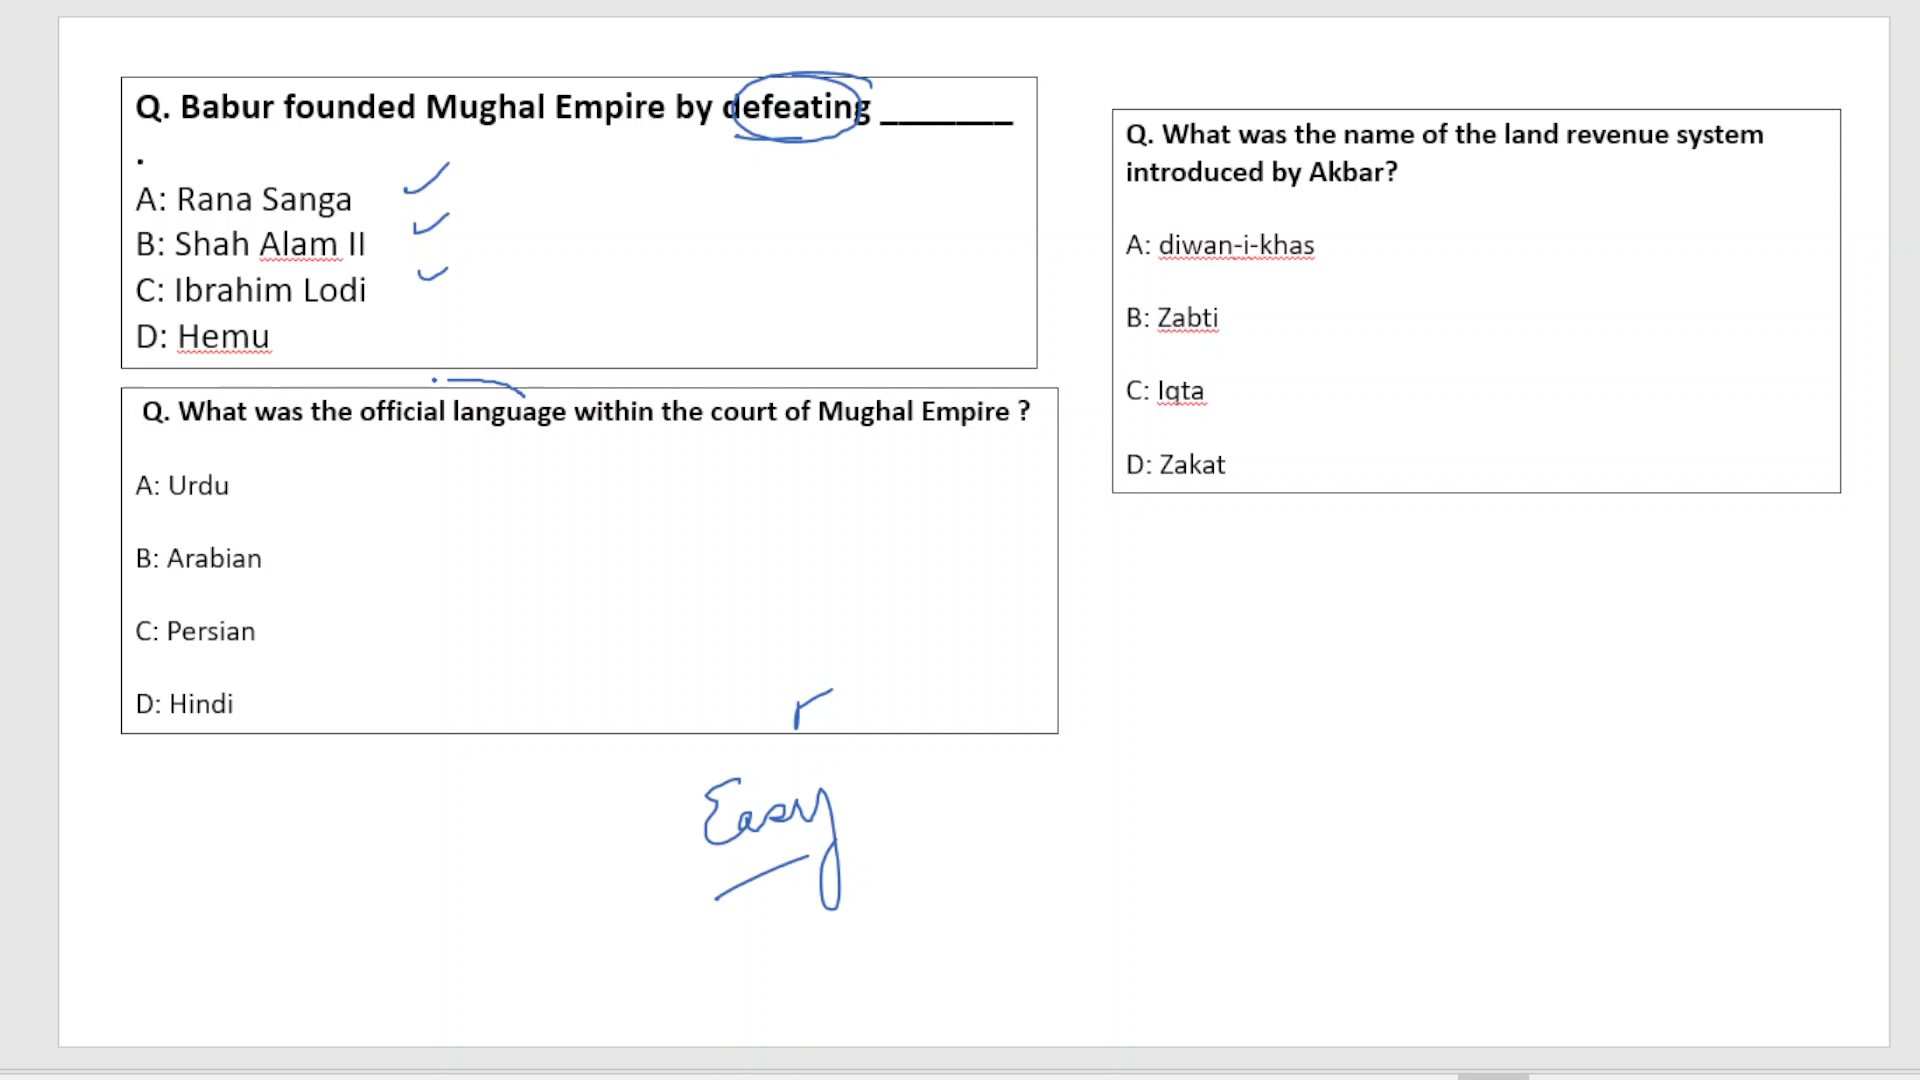 Q. Babur founded Mughal Empire by defeating _______
.
A: Rana Sanga
B: Shah Alam II
C: Ibrahim Lodi
D: Hemu
Q. What was the official language within the court of Mughal Empire ?
A: Urdu
B: Arabian
C: Persian
D: Hindi
Easy
Q. What was the name of the land revenue system
introduced by Akbar?
A: diwan-i-khas
B: Zabti
C: Iqta
D: Zakat